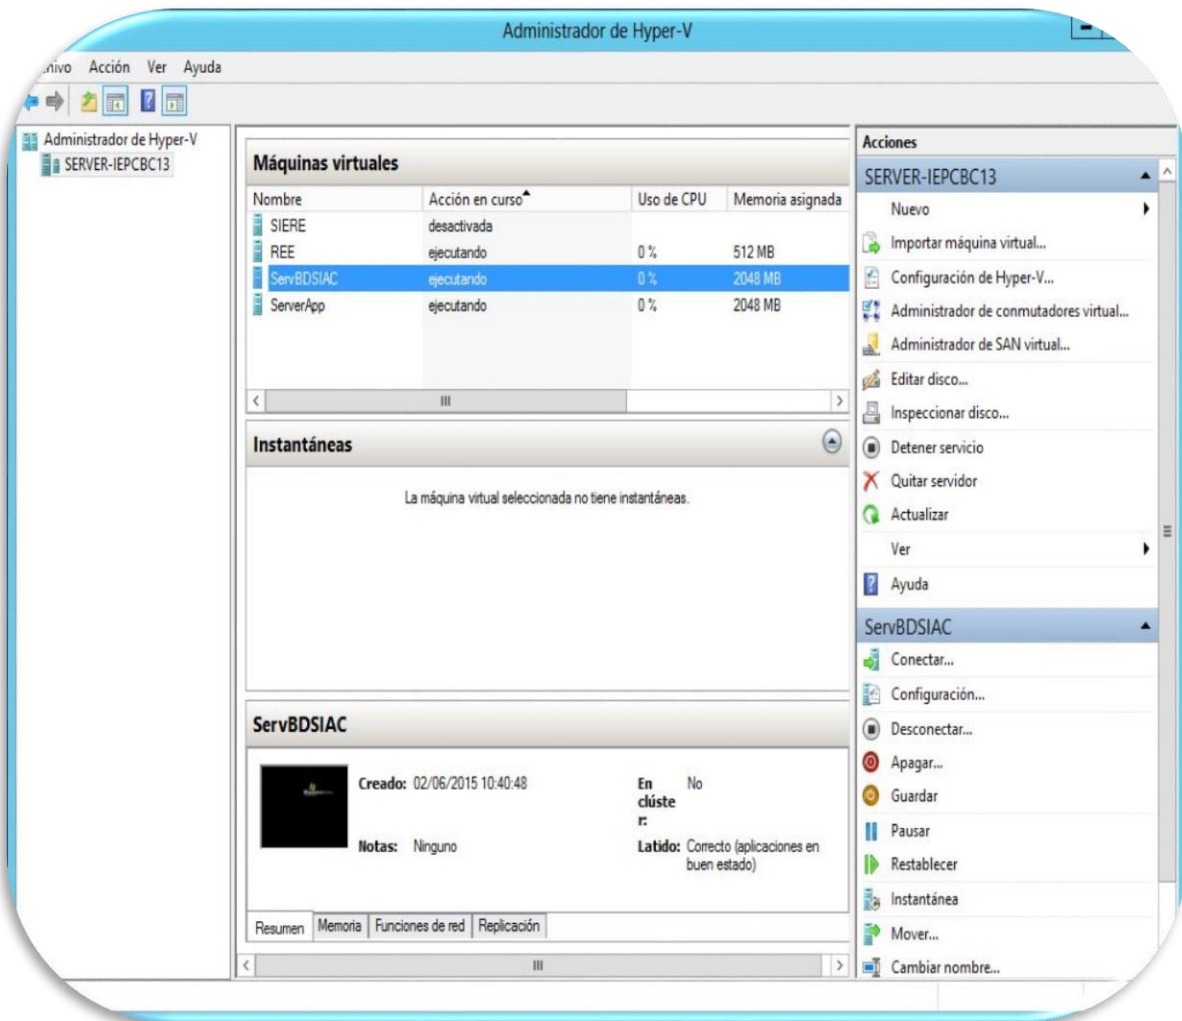 Administrador de Hyper-V
Acción Ver Ayuda
Administrador de Hyper-V
SERVER-IEPCBC13
Máquinas virtuales
Nombre Acción en curso Uso de CPU Memoria asignada
SIERE desactivada
REE ejecutando 0 % 512 MB
ServBDSIAC ejecutando 0 % 2048 MB
ServerApp ejecutando 0 % 2048 MB
Instantáneas
La máquina virtual seleccionada no tiene instantáneas.
ServBDSIAC
Creado: 02/06/2015 10:40:48
En clúste r: No
Notas: Ninguno
Latido: Correcto (aplicaciones en
buen estado)
Resumen Memoria Funciones de red Replicación
Acciones
SERVER-IEPCBC13
Nuevo
Importar máquina virtual...
Configuración de Hyper-V...
Administrador de conmutadores virtual...
Administrador de SAN virtual...
Editar disco...
Inspeccionar disco...
Detener servicio
Quitar servidor
Actualizar
Ver
Ayuda
ServBDSIAC
Conectar...
Configuración...
Desconectar...
Apagar...
Guardar
Pausar
Restablecer
Instantánea
Mover...
Cambiar nombre...